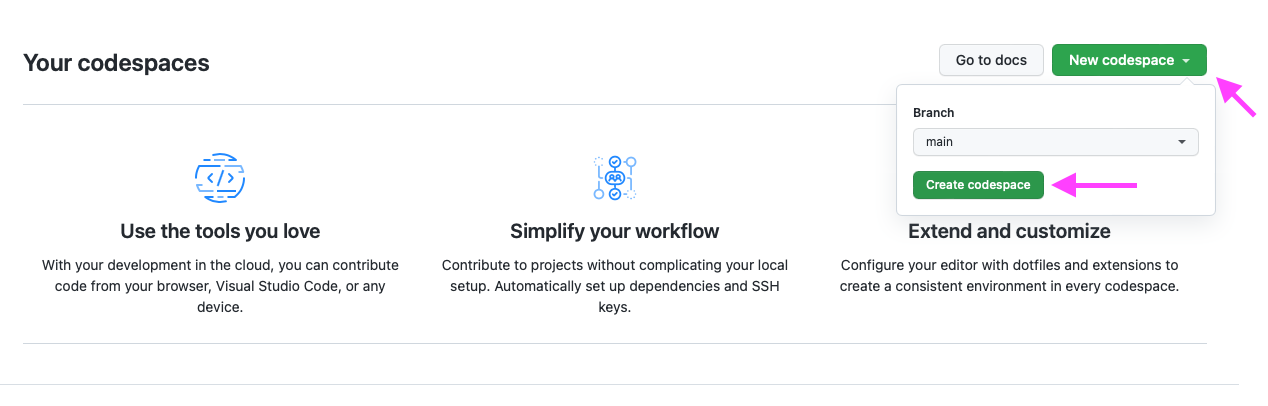 Your codespaces
Go to docs
New codespace
Branch
main
Create codespace
Use the tools you love
With your development in the cloud, you can contribute
code from your browser, Visual Studio Code, or any
device.
Simplify your workflow
Contribute to projects without complicating your local
setup. Automatically set up dependencies and SSH
keys.
Extend and customize
Configure your editor with dotfiles and extensions to
create a consistent environment in every codespace.